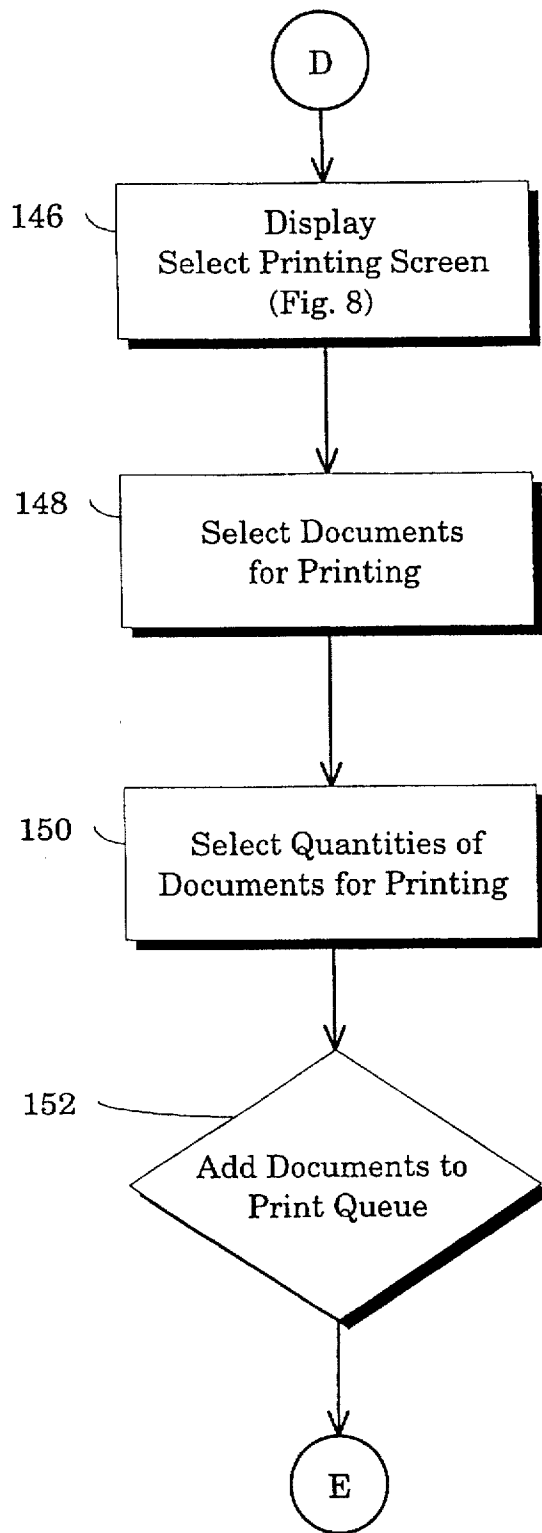 D
146
Display
Select Printing Screen
(Fig. 8)
148
Select Documents
for Printing
150
Select Quantities of
Documents for Printing
152
Add Documents to
Print Queue
E